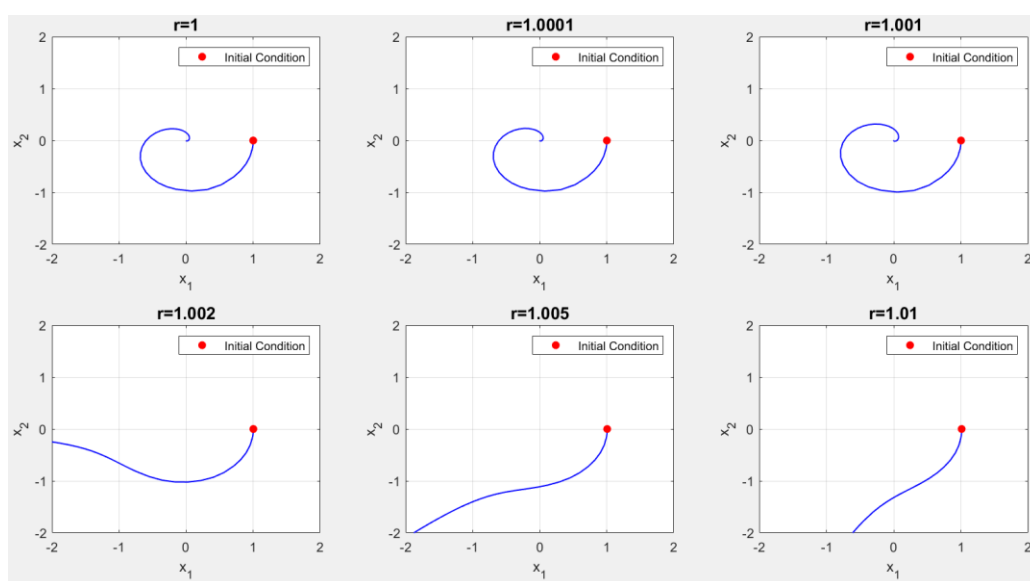 r=1
2
1
0
-1
-2
x2
Initial Condition
-2 -1 0 1 2
x1
r=1.0001
2
1
0
-1
-2
x2
Initial Condition
-2 -1 0 1 2
x1
r=1.001
2
1
0
-1
-2
x2
Initial Condition
-2 -1 0 1 2
x1
r=1.002
2
1
0
-1
-2
x2
Initial Condition
-2 -1 0 1 2
x1
r=1.005
2
1
0
-1
-2
x2
Initial Condition
-2 -1 0 1 2
x1
r=1.01
2
1
0
-1
-2
x2
Initial Condition
-2 -1 0 1 2
x1